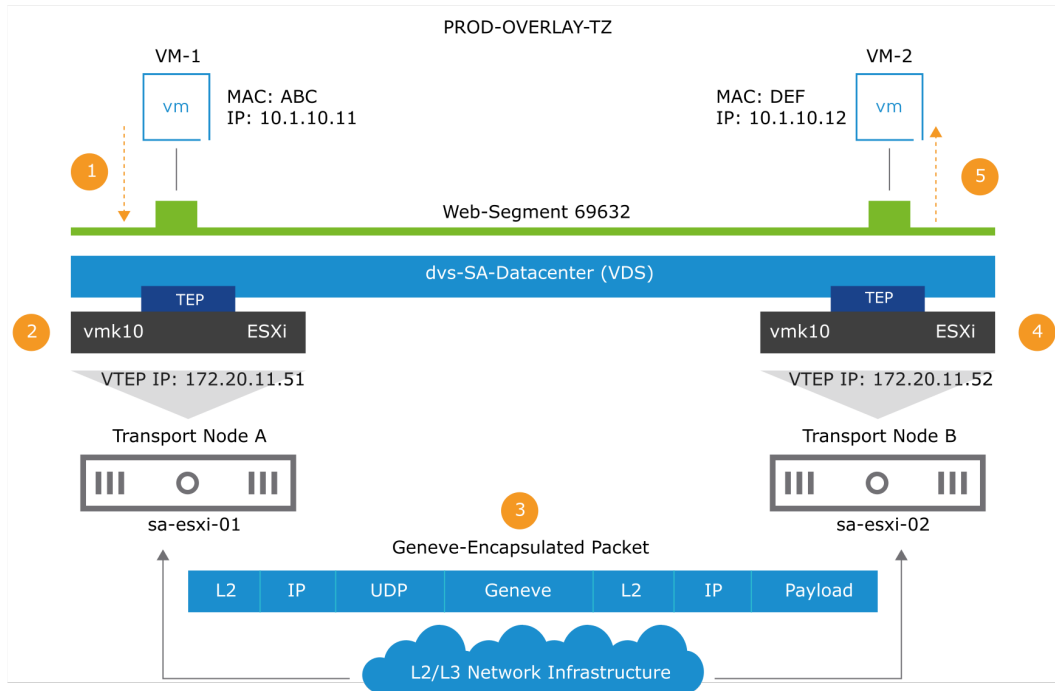 PROD-OVERLAY-TZ
VM-1
VM-2
vm
MAC: ABC
IP: 10.1.10.11
MAC: DEF
IP: 10.1.10.12
vm
1
5
Web-Segment 69632
dvs-SA-Datacenter (VDS)
TEP
TEP
2
vmk10
ESXi
vmk10
ESXi
4
VTEP IP: 172.20.11.51
VTEP IP: 172.20.11.52
Transport Node A
Transport Node B
sa-esxi-01
sa-esxi-02
3
Geneve-Encapsulated Packet
L2
IP
UDP
Geneve
L2
IP
Payload
L2/L3 Network Infrastructure